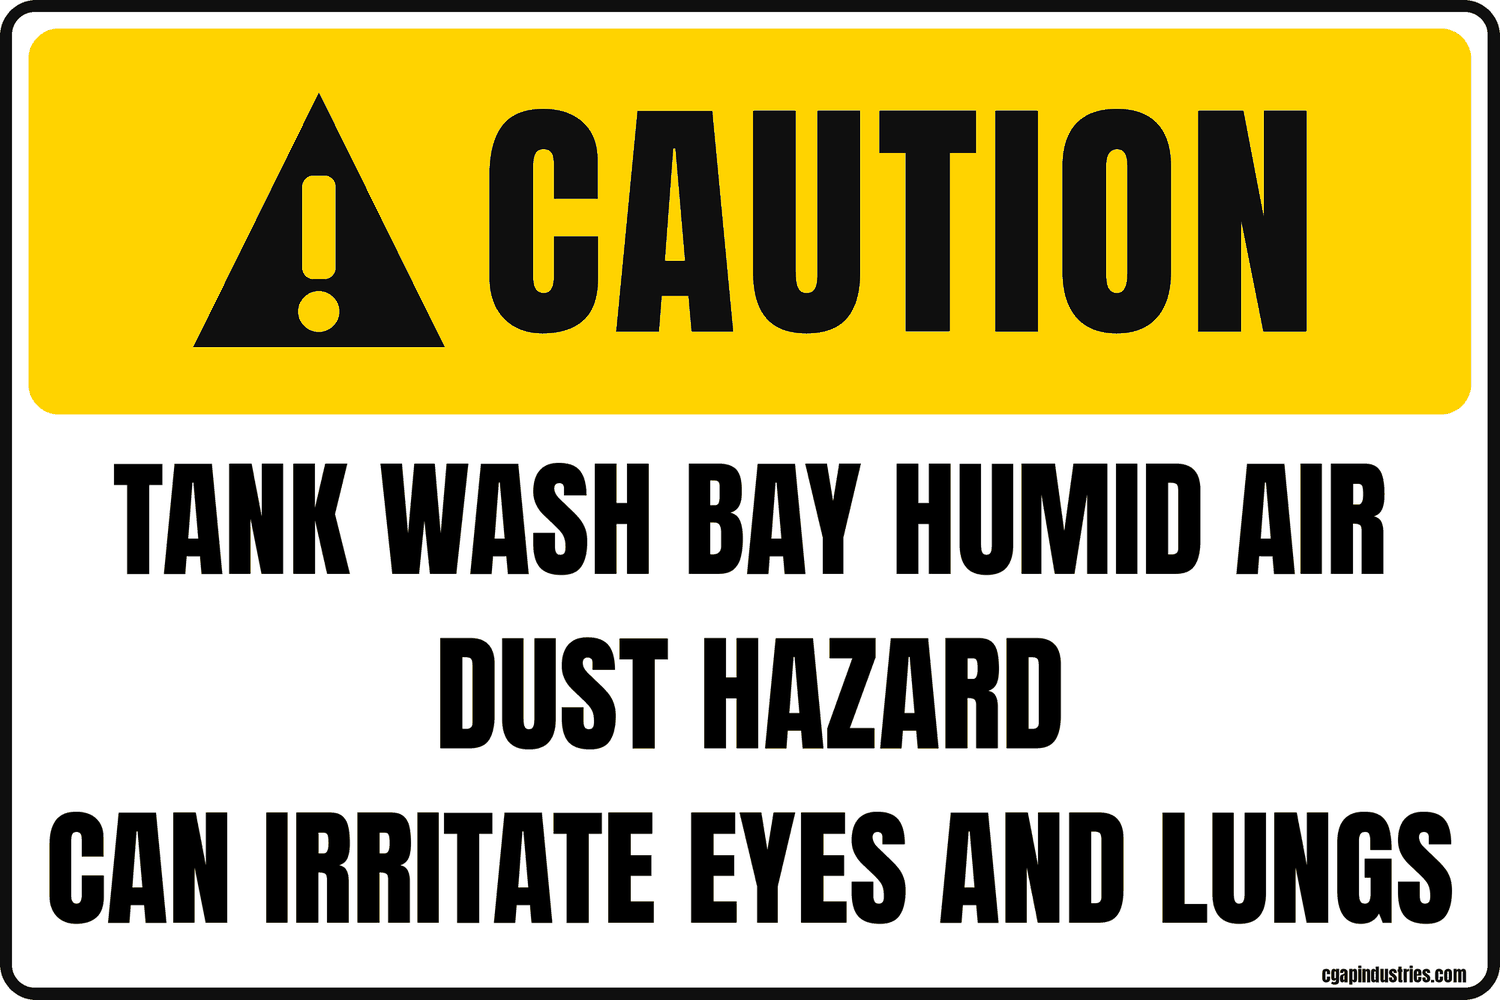 CAUTION
TANK WASH BAY HUMID AIR
DUST HAZARD
CAN IRRITATE EYES AND LUNGS
cgapindustries.com